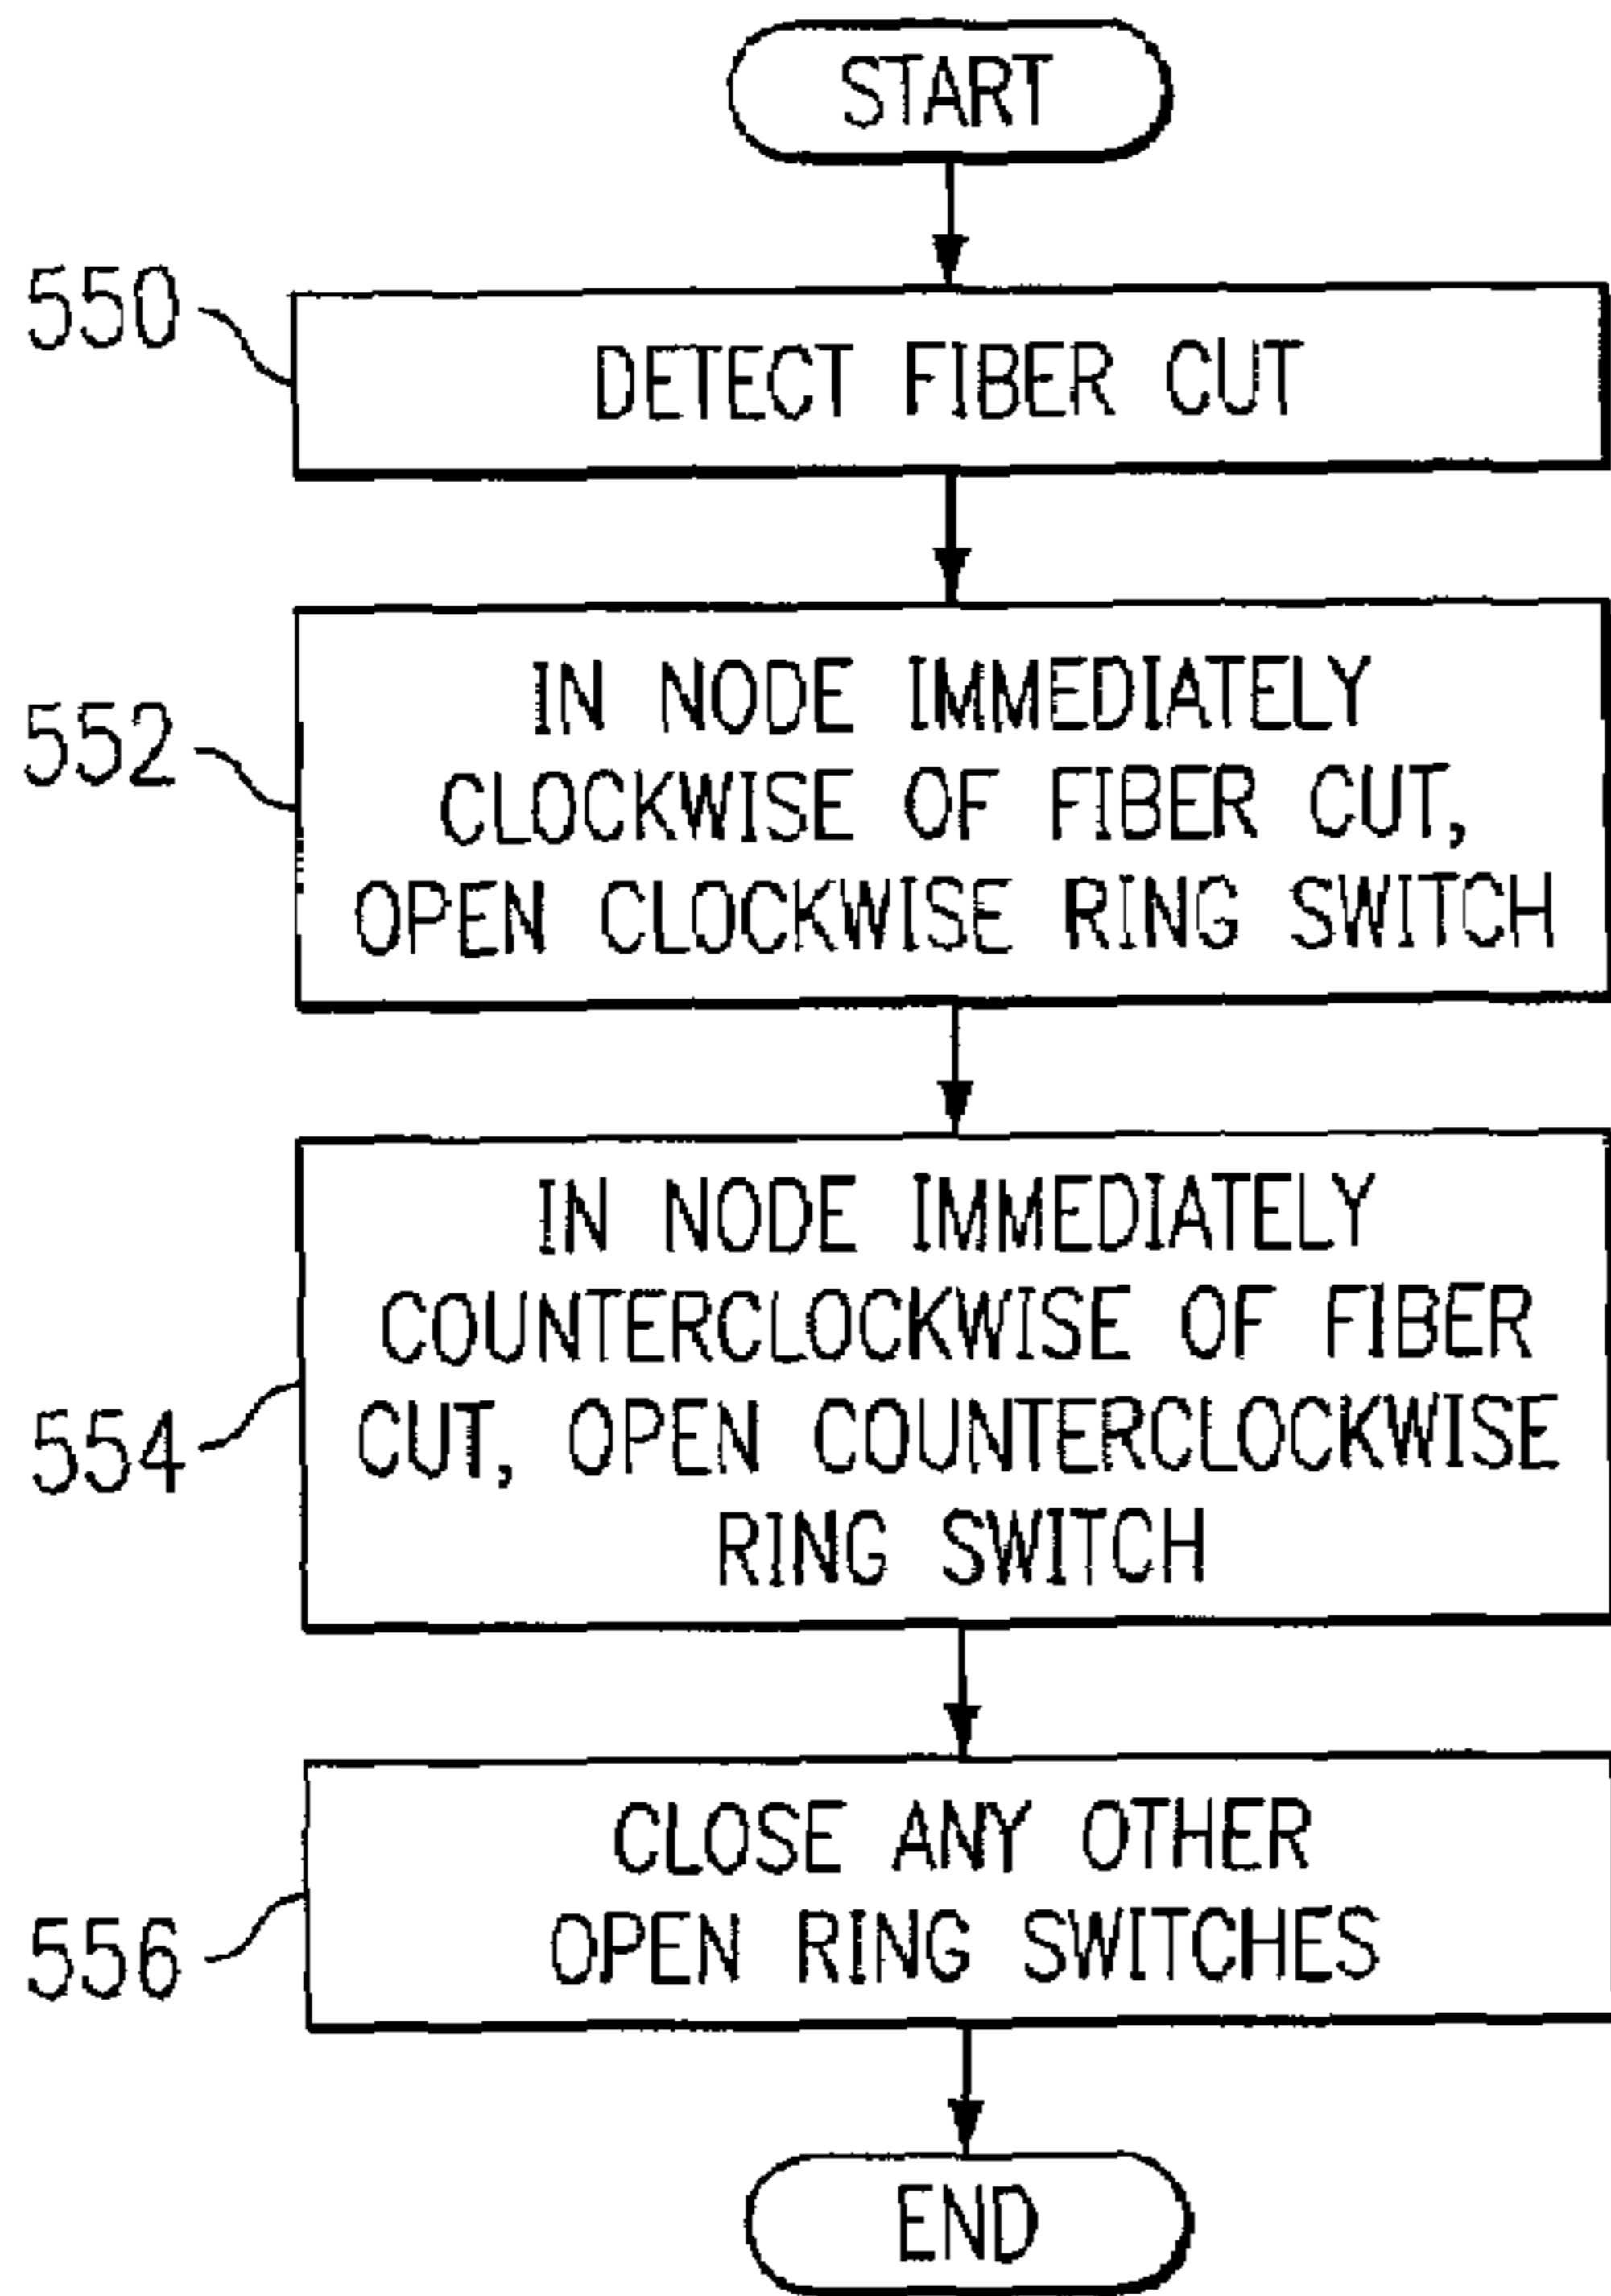 START
550
DETECT FIBER CUT
552
IN NODE IMMEDIATELY
CLOCKWISE OF FIBER CUT,
OPEN CLOCKWISE RING SWITCH
554
IN NODE IMMEDIATELY
COUNTERCLOCKWISE OF FIBER
CUT, OPEN COUNTERCLOCKWISE
RING SWITCH
556
CLOSE ANY OTHER
OPEN RING SWITCHES
END